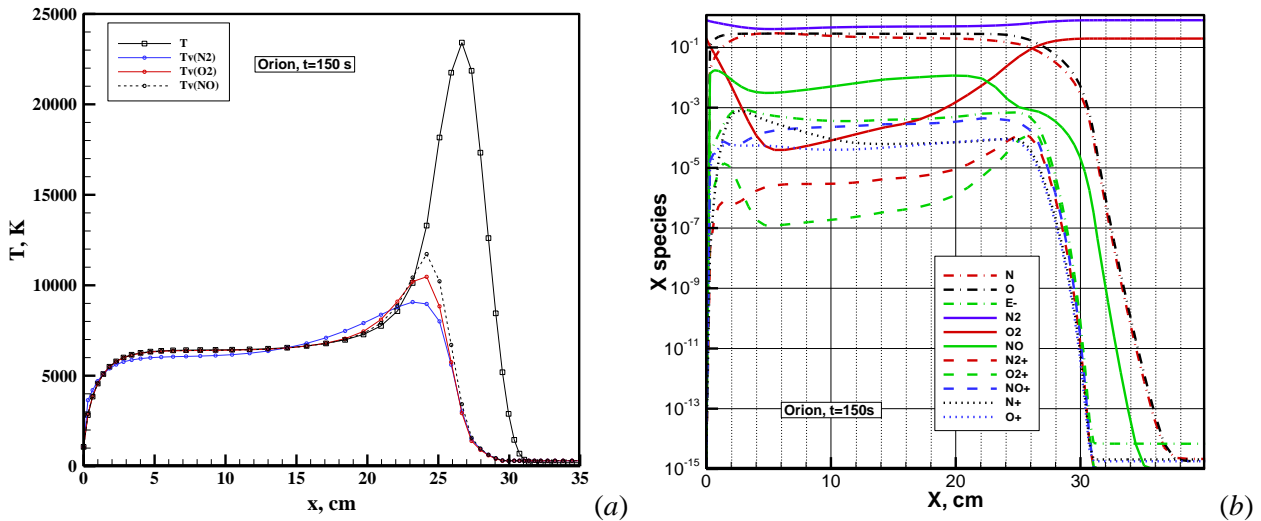 25000
20000
15000
10000
5000
0
T, K
0
5
10
15
20
25
30
35
x, cm
T
Tv(N2)
Tv(O2)
Tv(NO)
Orion, t=150 s
(a)
10-1
10-3
10-5
10-7
10-9
10-11
10-13
10-15
X species
0
10
20
30
X, cm
N
O
E-
N2
O2
NO
N2+
O2+
NO+
N+
O+
Orion, t=150s
(b)